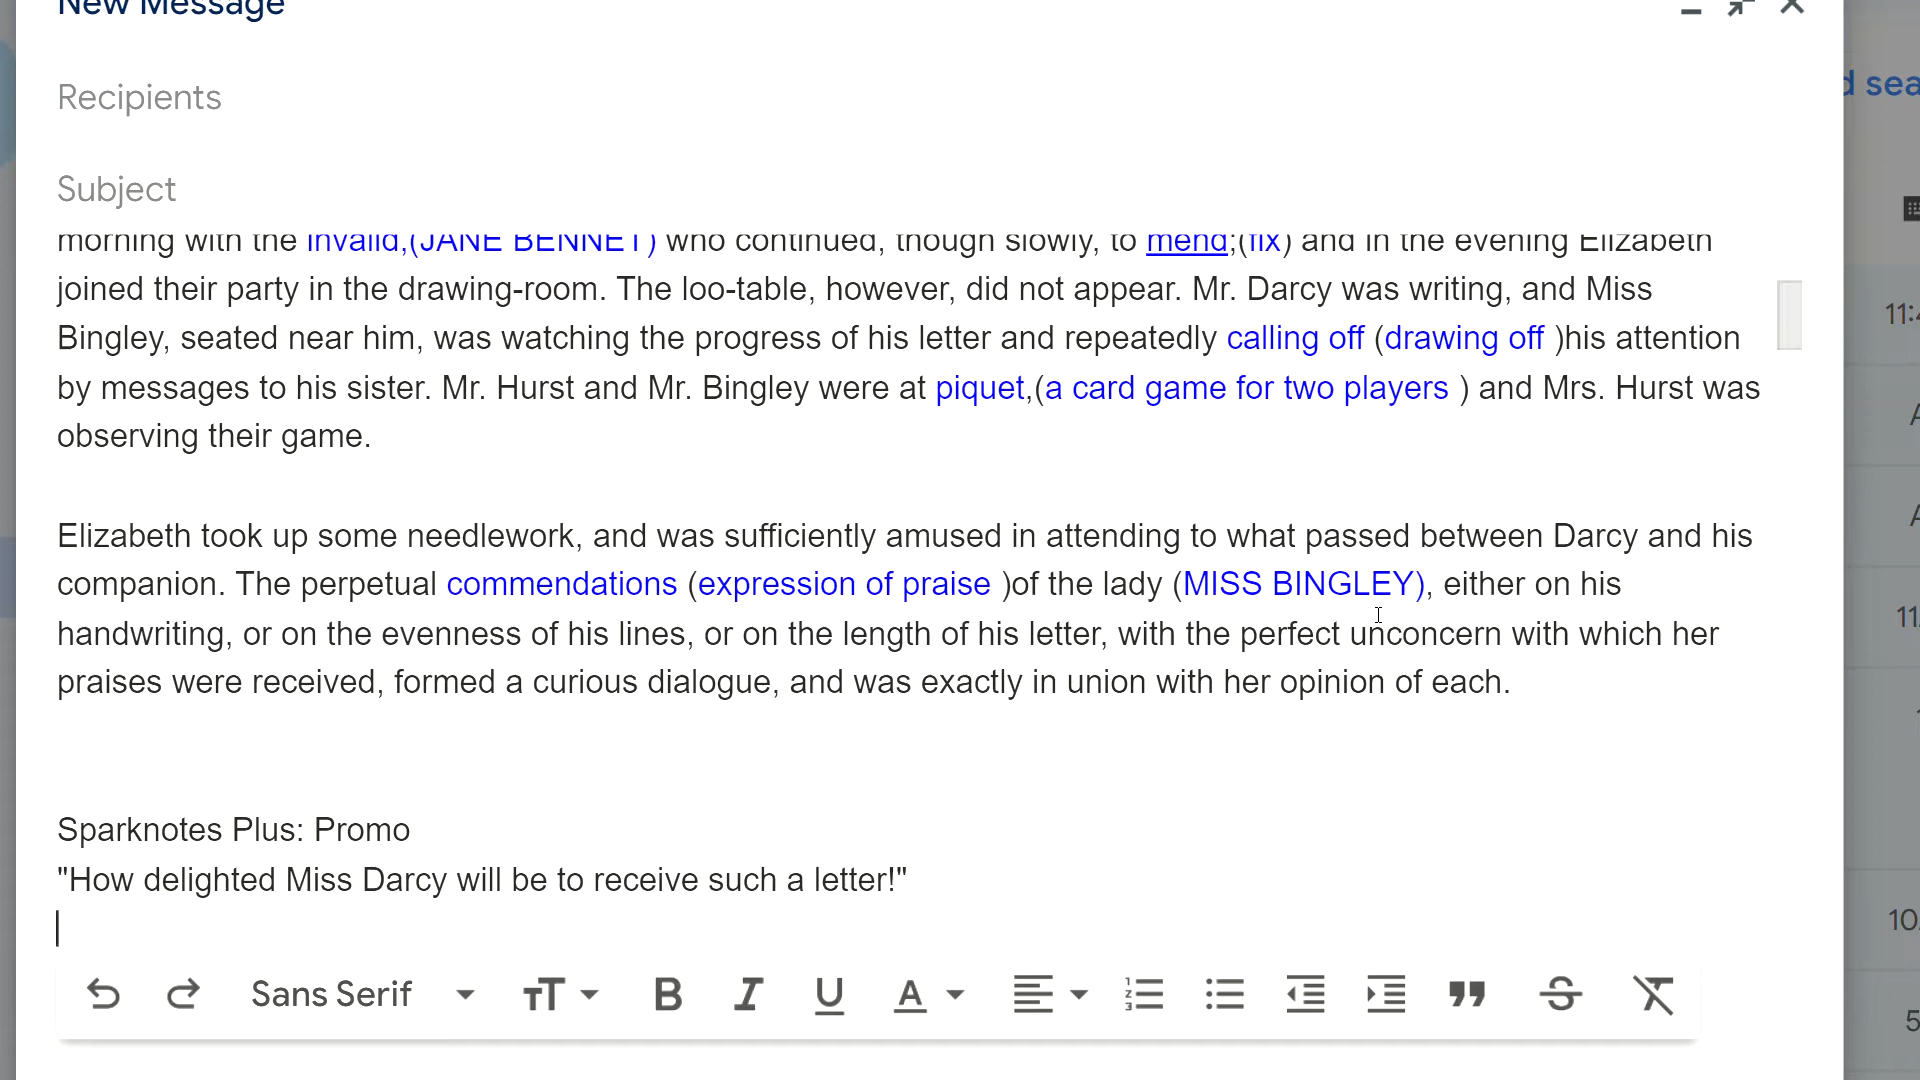 New Message
Recipients
Subject
morning with the invalid,(JANE BENNET) who continued, though slowly, to mend;(fix) and in the evening Elizabeth
joined their party in the drawing-room. The loo-table, however, did not appear. Mr. Darcy was writing, and Miss
Bingley, seated near him, was watching the progress of his letter and repeatedly calling off (drawing off )his attention
by messages to his sister. Mr. Hurst and Mr. Bingley were at piquet,(a card game for two players ) and Mrs. Hurst was
observing their game.
Elizabeth took up some needlework, and was sufficiently amused in attending to what passed between Darcy and his
companion. The perpetual commendations (expression of praise )of the lady (MISS BINGLEY), either on his
handwriting, or on the evenness of his lines, or on the length of his letter, with the perfect unconcern with which her
praises were received, formed a curious dialogue, and was exactly in union with her opinion of each.
Sparknotes Plus: Promo
"How delighted Miss Darcy will be to receive such a letter!"
Sans Serif